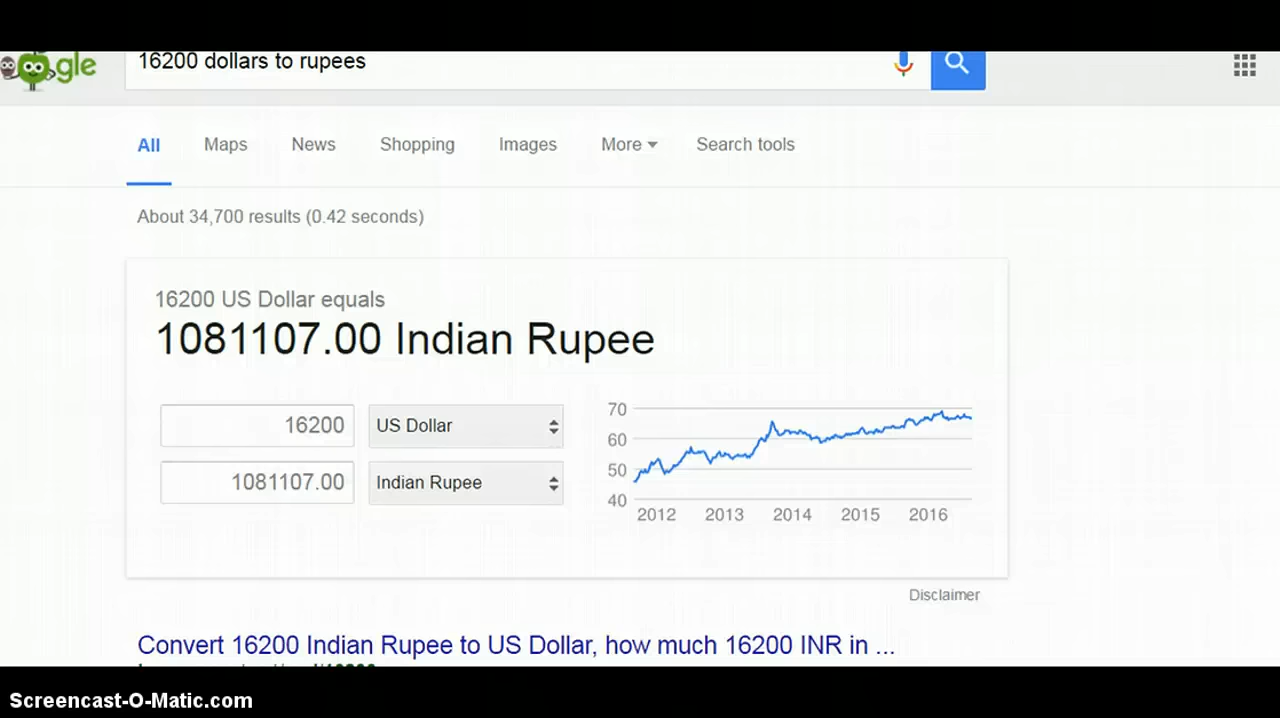 gle
16200 dollars to rupees
All Maps News Shopping Images More Search tools
About 34,700 results (0.42 seconds)
16200 US Dollar equals
1081107.00 Indian Rupee
16200 US Dollar
1081107.00 Indian Rupee
70
60
50
40
2012 2013 2014 2015 2016
Disclaimer
Convert 16200 Indian Rupee to US Dollar, how much 16200 INR in ...
Screencast-O-Matic.com